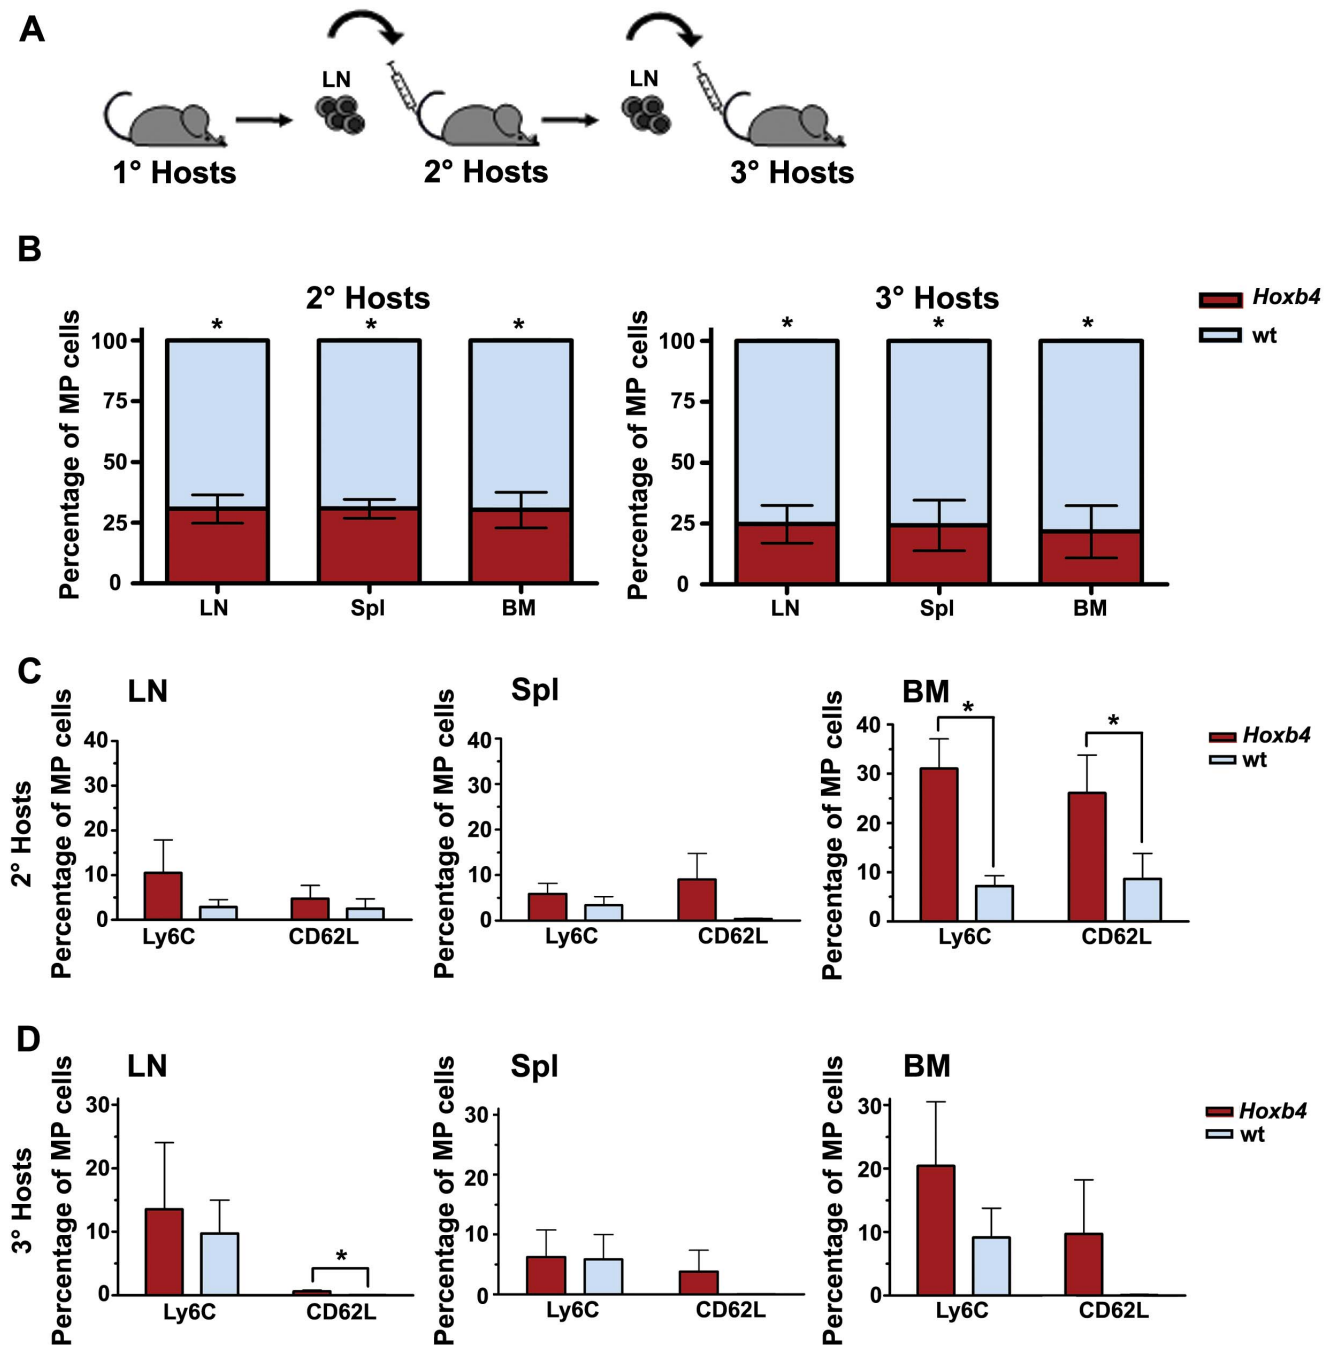 A
LN
LN
1° Hosts
2° Hosts
3° Hosts
B
2° Hosts
3° Hosts
Hoxb4
wt
Percentage of MP cells
100
75
50
25
0
*
*
*
LN
Spl
BM
Percentage of MP cells
100
75
50
25
0
*
*
*
LN
Spl
BM
C
2° Hosts
LN
Percentage of MP cells
40
30
20
10
0
Ly6C
CD62L
Spl
Percentage of MP cells
40
20
10
0
Ly6C
CD62L
BM
Percentage of MP cells
40
30
20
10
0
*
*
Ly6C
CD62L
Hoxb4
wt
D
3° Hosts
LN
Percentage of MP cells
30
20
10
0
*
Ly6C
CD62L
Spl
Percentage of MP cells
30
20
10
0
Ly6C
CD62L
BM
Percentage of MP cells
30
20
10
0
Ly6C
CD62L
Hoxb4
wt